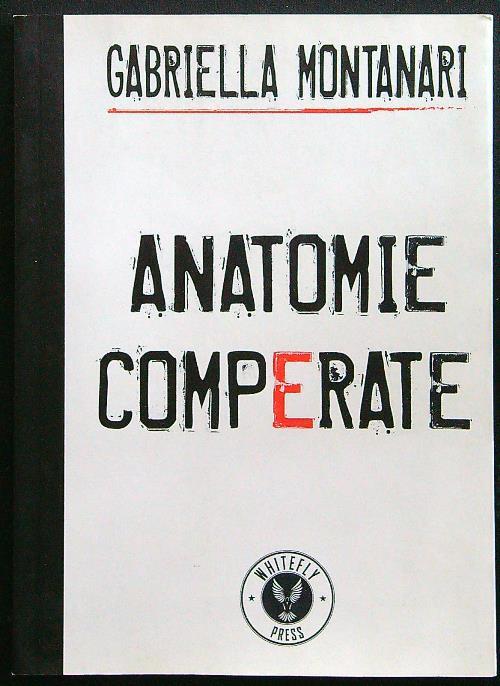 GABRIELLA MONTANARI
ANATOMIE
COMPERATE
WHITEFLY
PRESS